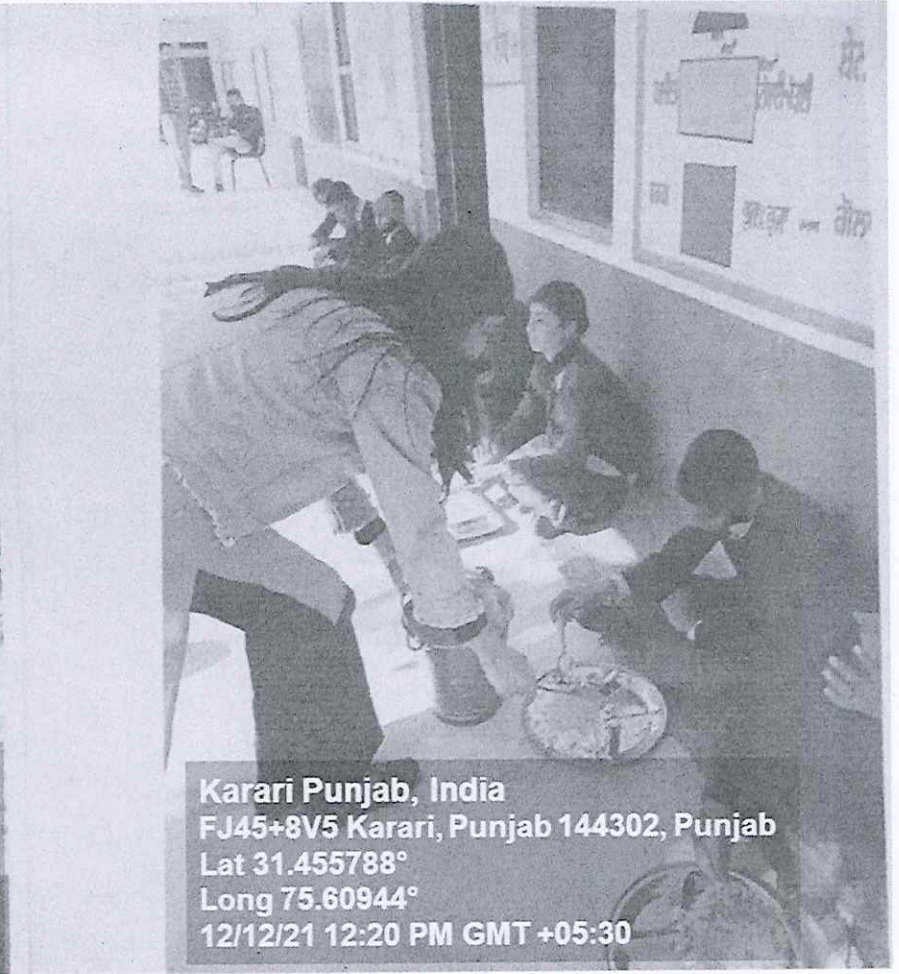 Karari Punjab, India
FJ45+8V5 Karari, Punjab 144302, Punjab
Lat 31.455788°
Long 75.60944°
12/12/21 12:20 PM GMT +05:30